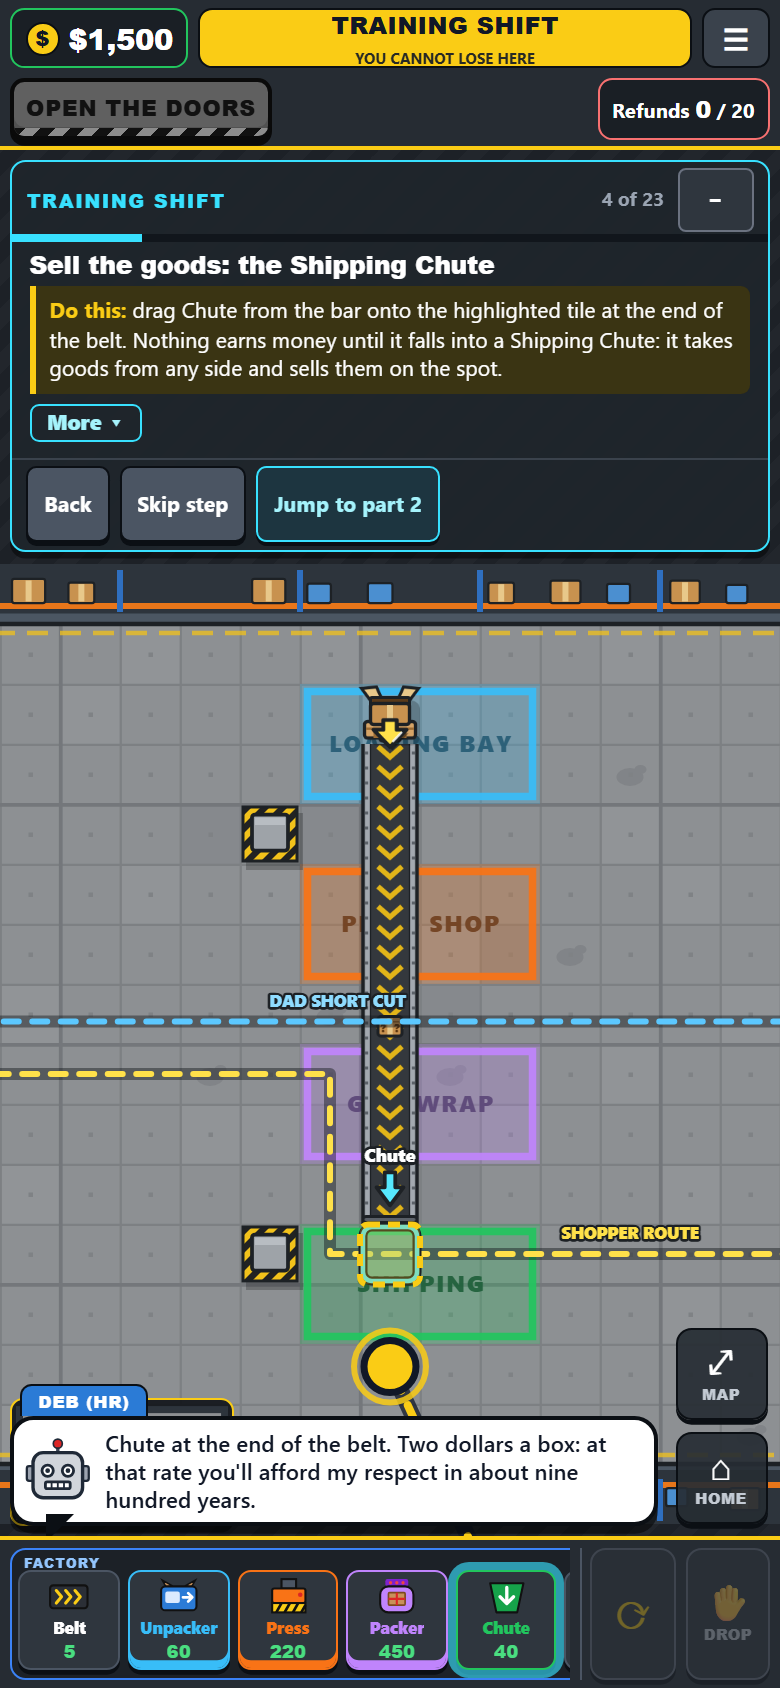 $1,500
TRAINING SHIFT
YOU CANNOT LOSE HERE
OPEN THE DOORS
Refunds 0 / 20
TRAINING SHIFT
4 of 23
Sell the goods: the Shipping Chute
Do this: drag Chute from the bar onto the highlighted tile at the end of
the belt. Nothing earns money until it falls into a Shipping Chute: it takes
goods from any side and sells them on the spot.
More
Back
Skip step
Jump to part 2
BAY
SHOP
DAD SHORT CUT
WRAP
Chute
SHOPPER ROUTE
SHIPPING
MAP
DEB (HR)
Chute at the end of the belt. Two dollars a box: at
that rate you'll afford my respect in about nine
hundred years.
HOME
FACTORY
Belt
5
Unpacker
60
Press
220
Packer
450
Chute
40
DROP